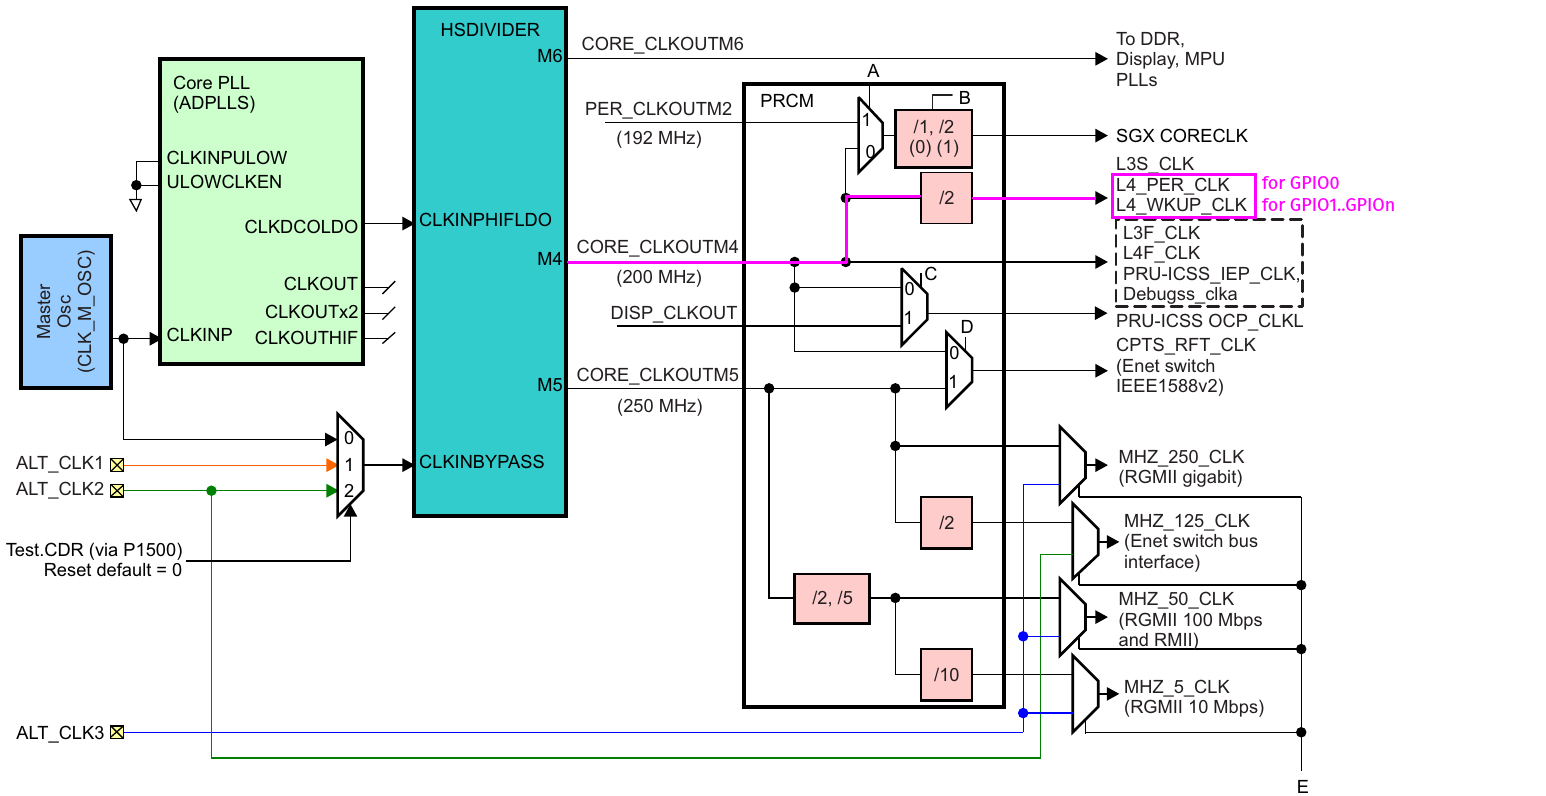 HSDIVIDER
M6
CORE_CLKOUTM6
To DDR,
Display, MPU
PLLs
Core PLL
(ADPLLS)
A
PRCM
B
PER_CLKOUTM2
(192 MHz)
1
0
/1, /2
(0) (1)
SGX CORECLK
CLKINPULOW
ULOWCLKEN
L3S_CLK
L4_PER_CLK
for GPIO0
L4_WKUP_CLK
for GPIO1..GPIOn
/2
CLKDCOLDO
CLKINPHIFLDO
L3F_CLK
L4F_CLK
PRU-ICSS_IEP_CLK,
Debugss_clka
M4
CORE_CLKOUTM4
(200 MHz)
Master
Osc
(CLK_M_OSC)
CLKOUT
CLKOUTx2
CLKOUTHIF
CLKINP
C
0
1
DISP_CLKOUT
PRU-ICSS OCP_CLKL
D
0
1
CPTS_RFT_CLK
(Enet switch
IEEE1588v2)
M5
CORE_CLKOUTM5
(250 MHz)
0
1
2
ALT_CLK1
ALT_CLK2
CLKINBYPASS
MHZ_250_CLK
(RGMII gigabit)
/2
MHZ_125_CLK
(Enet switch bus
interface)
Test.CDR (via P1500)
Reset default = 0
/2, /5
MHZ_50_CLK
(RGMII 100 Mbps
and RMII)
/10
MHZ_5_CLK
(RGMII 10 Mbps)
ALT_CLK3
E